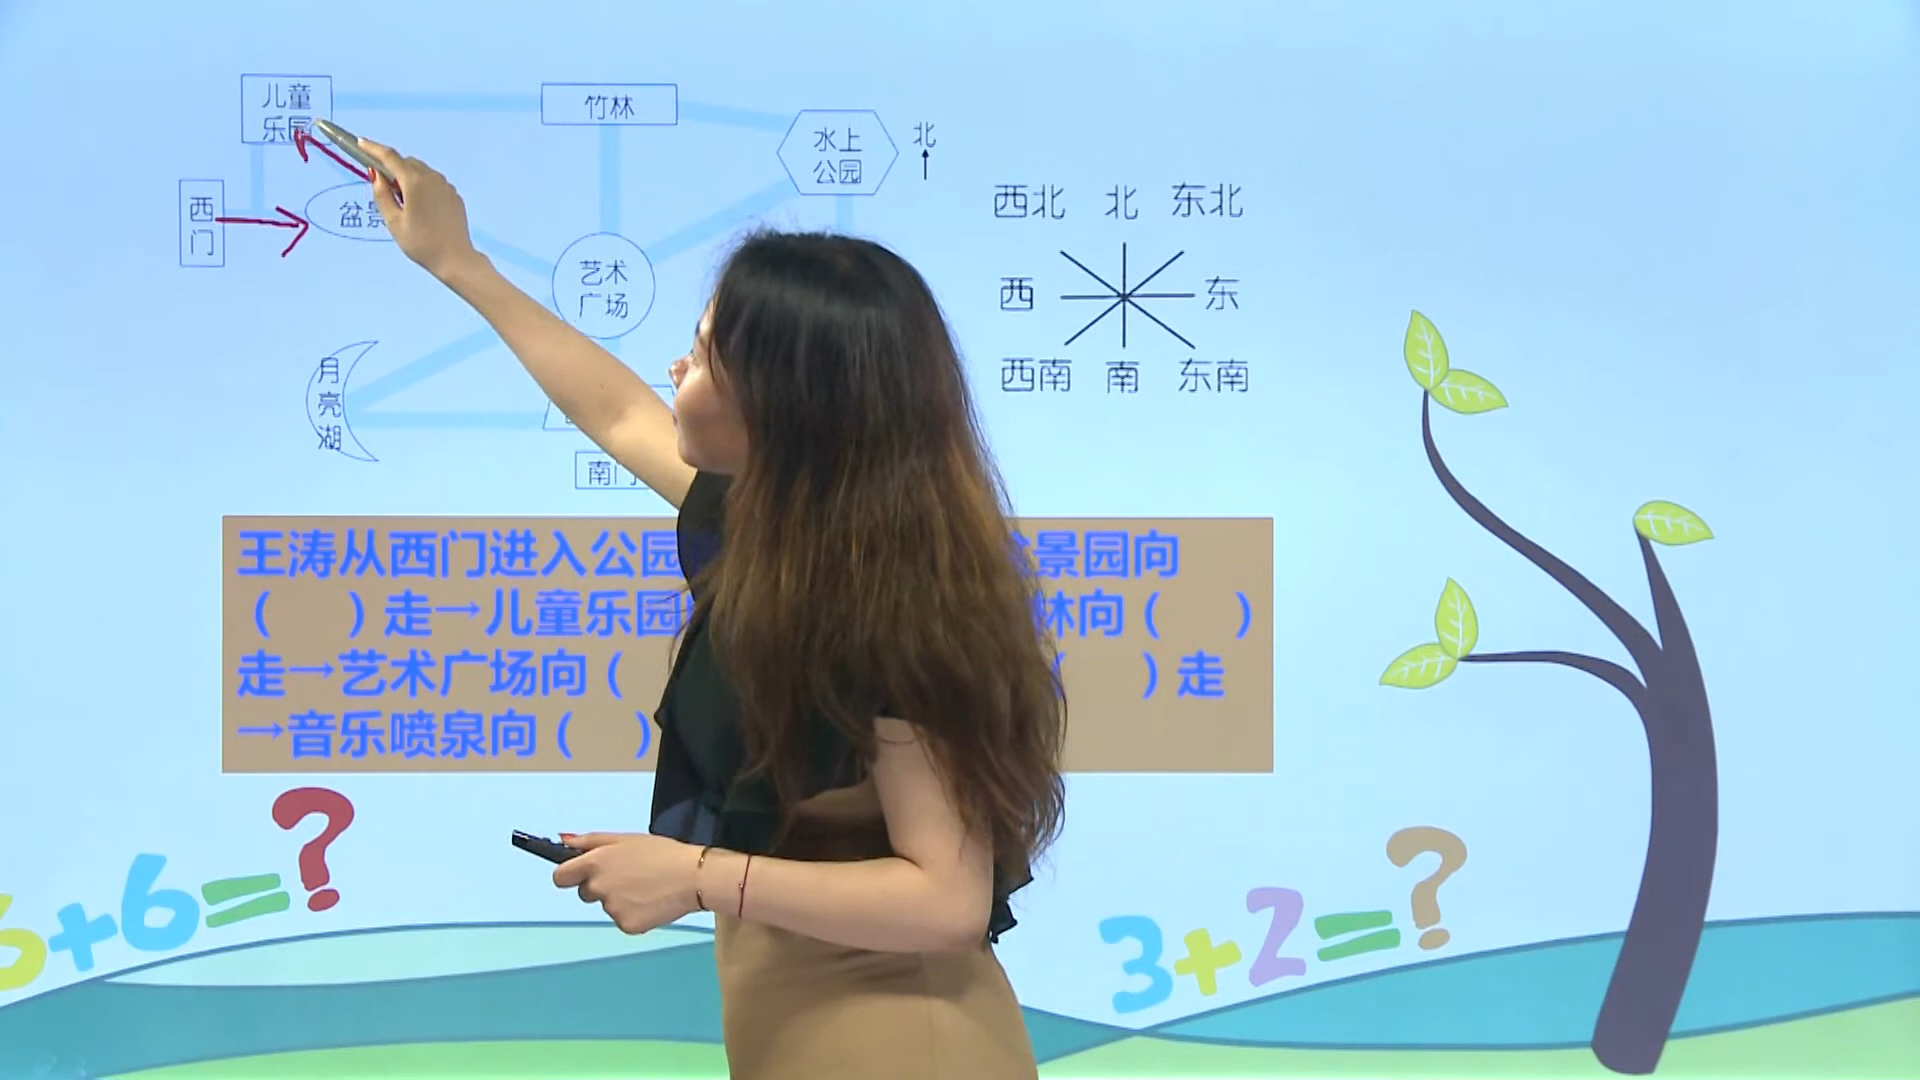 儿童
乐园
竹林
水上
公园
北
西
门
盆景
艺术
广场
月
亮
湖
南门
西北 北 东北
西 东
西南 南 东南
王涛从西门进入公园 景园向
( )走→儿童乐园 林向( )
走→艺术广场向( ( )走
→音乐喷泉向( )
6=?
3+2=?